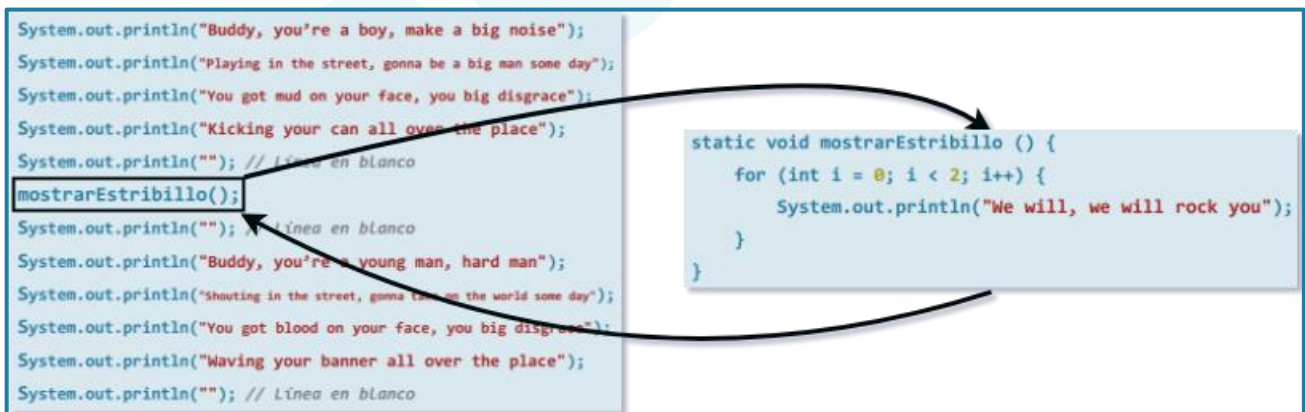 System.out.println("Buddy, you're a boy, make a big noise");
System.out.println("Playing in the street, gonna be a big man some day");
System.out.println("You got mud on your face, you big disgrace");
System.out.println("Kicking your can all over the place");
System.out.println(""); // Línea en blanco
mostrarEstribillo();
System.out.println(""); // Línea en blanco
System.out.println("Buddy, you're a young man, hard man");
System.out.println("Shouting in the street, gonna take on the world some day");
System.out.println("You got blood on your face, you big disgrace");
System.out.println("Waving your banner all over the place");
System.out.println(""); // Línea en blanco
static void mostrarEstribillo () {
for (int i = 0; i < 2; i++) {
System.out.println("We will, we will rock you");
}
}